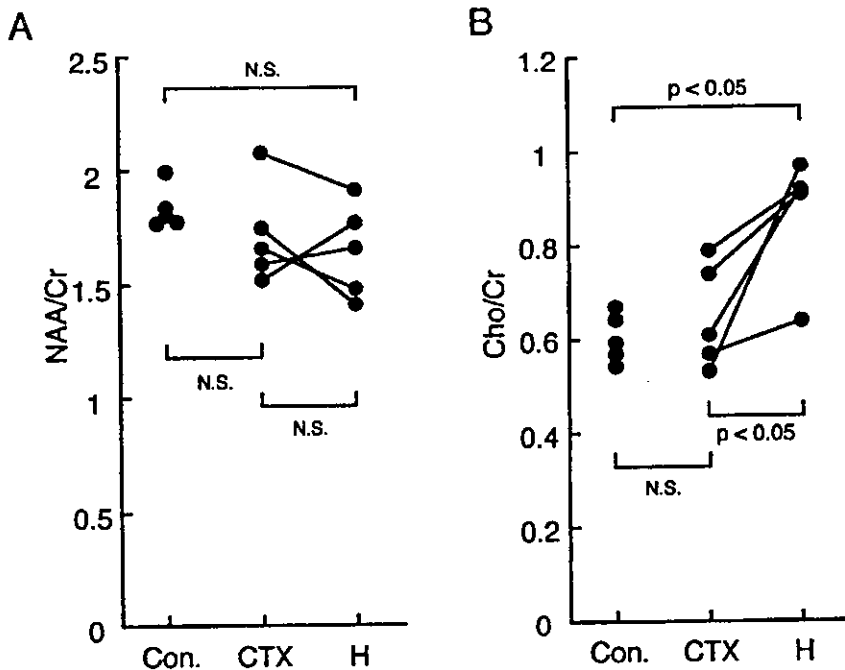 A
NAA/Cr
2.5
2
1.5
1
0.5
0
N.S.
N.S.
N.S.
Con. CTX H
B
Cho/Cr
1.2
1
0.8
0.6
0.4
0.2
0
p < 0.05
p < 0.05
N.S.
Con. CTX H